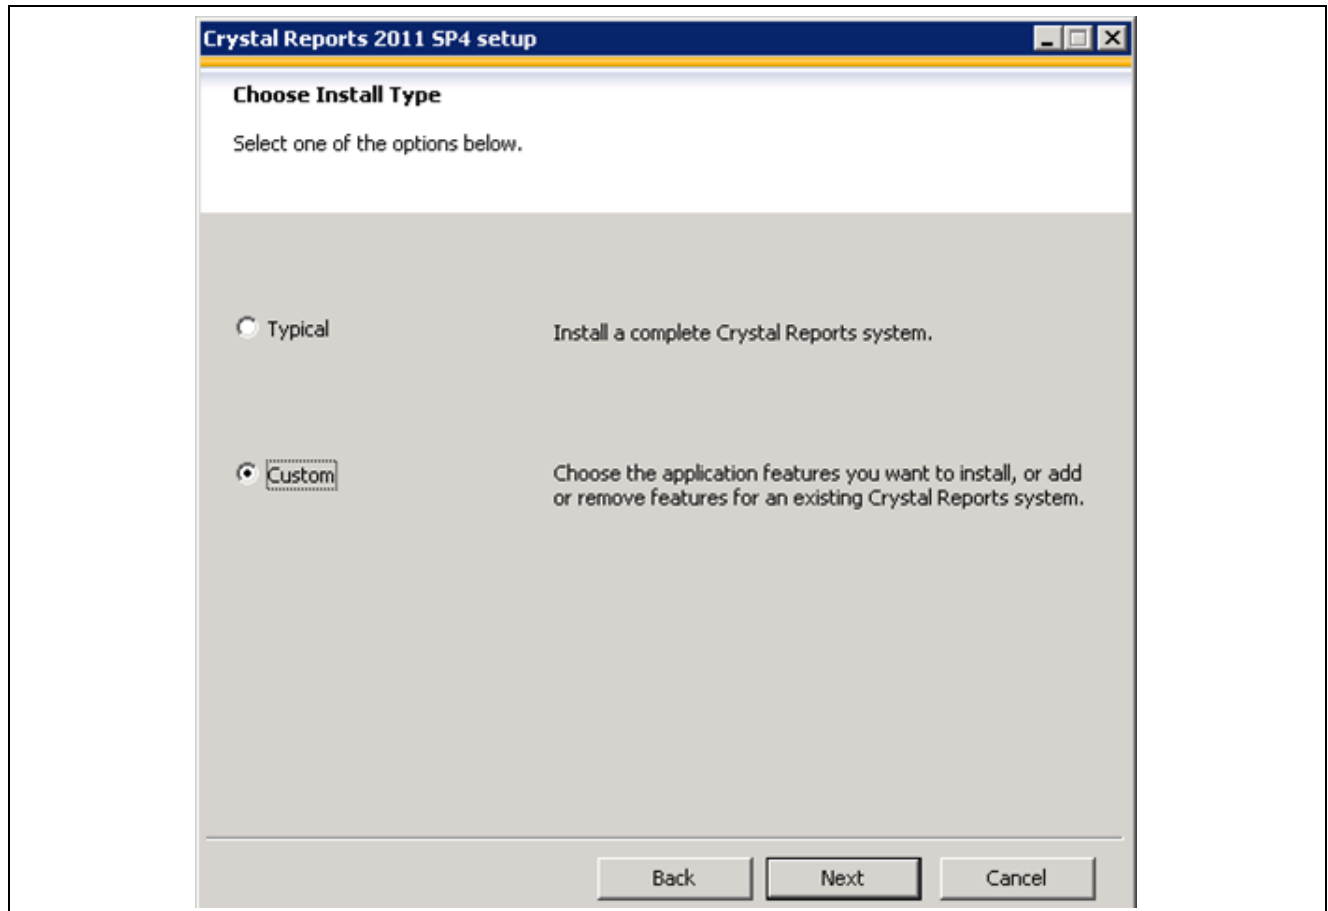 Crystal Reports 2011 SP4 setup
Choose Install Type
Select one of the options below.
Typical
Install a complete Crystal Reports system.
Custom
Choose the application features you want to install, or add
or remove features for an existing Crystal Reports system.
Back
Next
Cancel